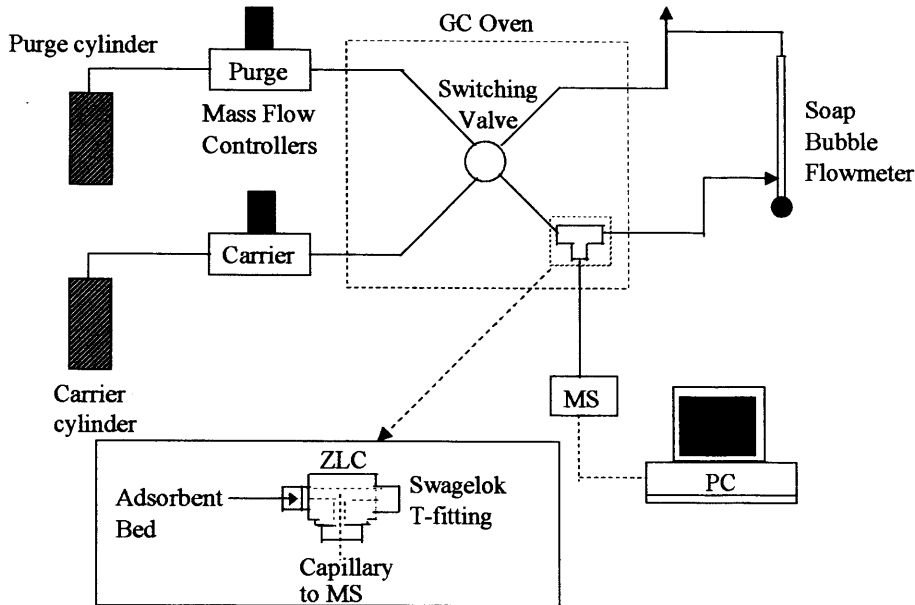 GC Oven
Purge cylinder
Purge
Mass Flow
Controllers
Switching
Valve
Soap
Bubble
Flowmeter
Carrier
Carrier
cylinder
MS
PC
ZLC
Adsorbent
Bed
Swagelok
T-fitting
Capillary
to MS